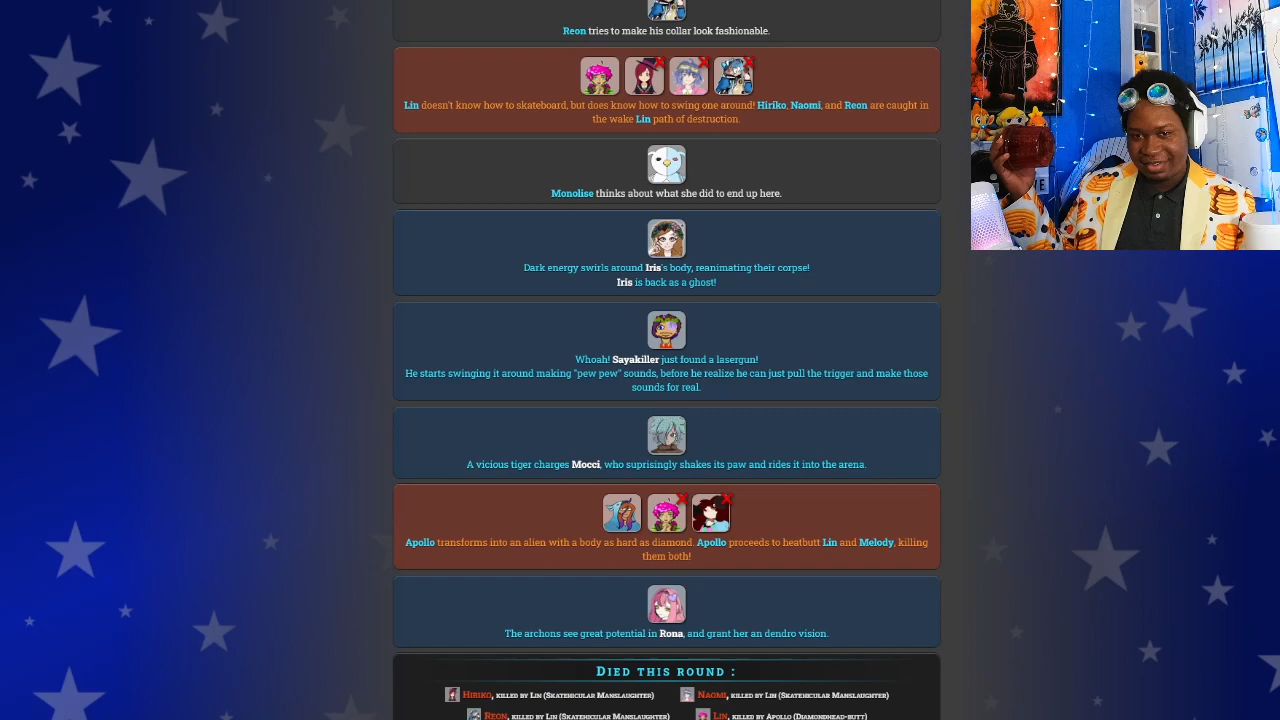 Reon tries to make his collar look fashionable.
Lin doesn't know how to skateboard, but does know how to swing one around! Hiriko, Naomi, and Reon are caught in
the wake Lin path of destruction.
Monolise thinks about what she did to end up here.
Dark energy swirls around Iris's body, reanimating their corpse!
Iris is back as a ghost!
Whoah! Sayakiller just found a lasergun!
He starts swinging it around making "pew pew" sounds, before he realize he can just pull the trigger and make those
sounds for real.
A vicious tiger charges Mocci, who suprisingly shakes its paw and rides it into the arena.
Apollo transforms into an alien with a body as hard as diamond. Apollo proceeds to heatbutt Lin and Melody, killing
them both!
The archons see great potential in Rona, and grant her an dendro vision.
Died this round :
Hiriko, killed by Lin (Skatehicular Manslaughter)
Naomi, killed by Lin (Skatehicular Manslaughter)
Reon, killed by Lin (Skatehicular Manslaughter)
Lin, killed by Apollo (Diamondhead-butt)